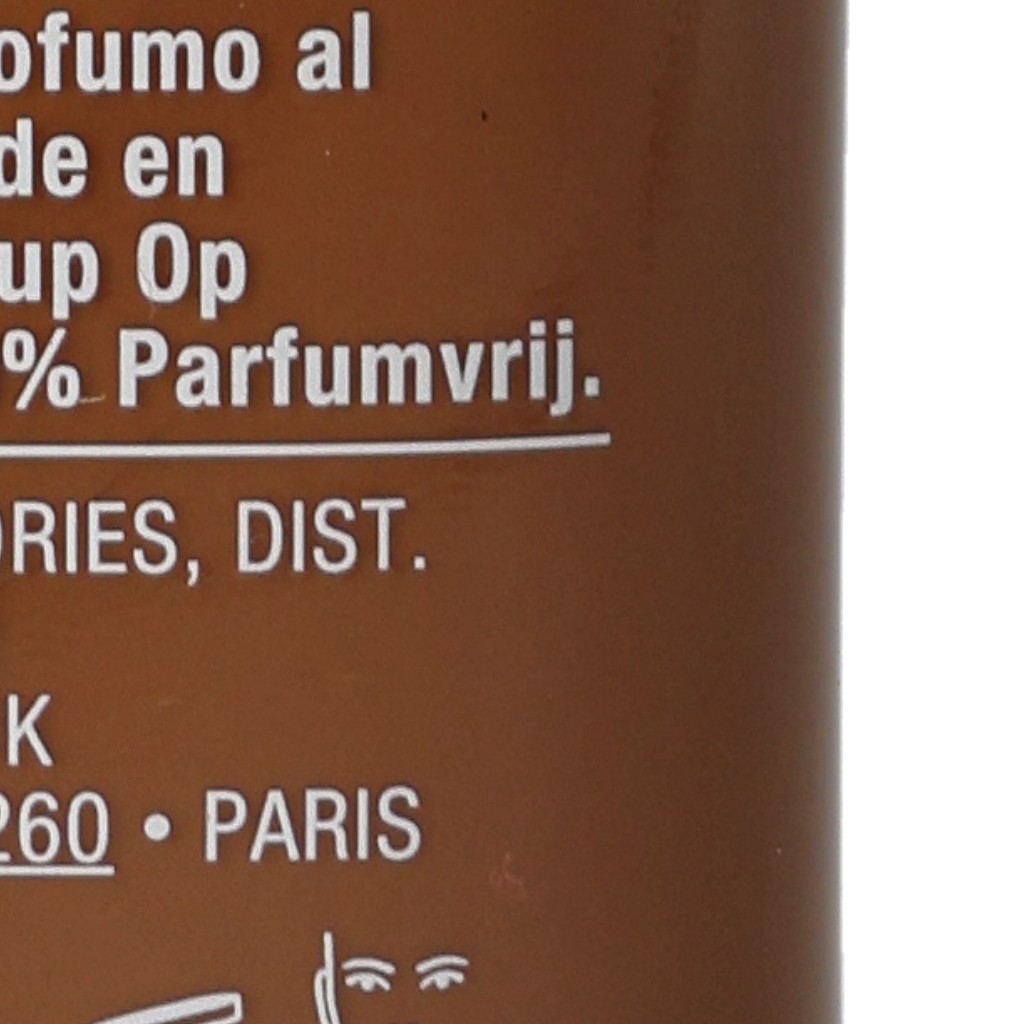 ofumo al
de en
up Op
% Parfumvrij.
ORIES, DIST.
K
260 • PARIS